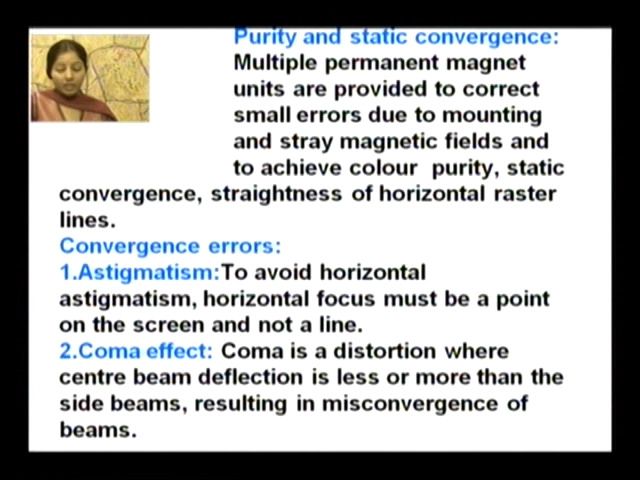 Purity and static convergence:
Multiple permanent magnet
units are provided to correct
small errors due to mounting
and stray magnetic fields and
to achieve colour purity, static
convergence, straightness of horizontal raster
lines.
Convergence errors:
1.Astigmatism:To avoid horizontal
astigmatism, horizontal focus must be a point
on the screen and not a line.
2.Coma effect: Coma is a distortion where
centre beam deflection is less or more than the
side beams, resulting in misconvergence of
beams.